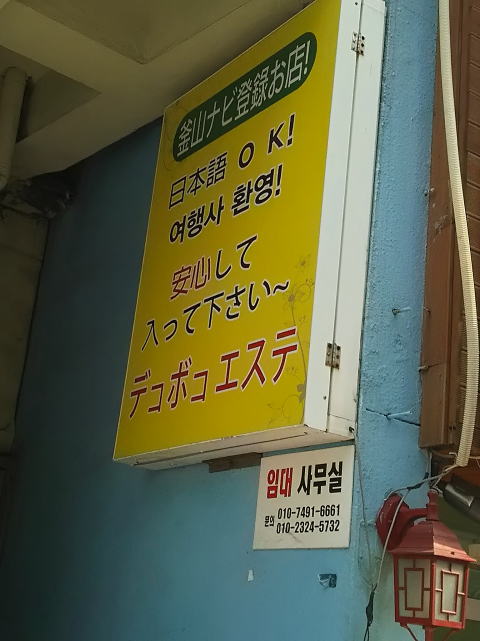 釜山ナビ登錄お店!
日本語 O K!
여행사 환영!
安心して
入って下さい~
デコボコ エステ
임대 사무실
문의 010-7491-6661
010-2324-5732